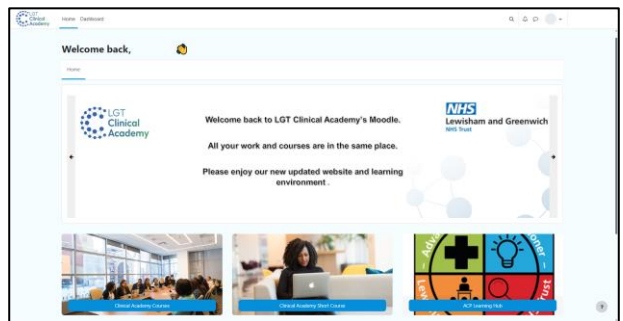 LGT
Clinical
Academy
Home Dashboard
Welcome back,
Home
LGT
Clinical
Academy
NHS
Lewisham and Greenwich
NHS Trust
Welcome back to LGT Clinical Academy's Moodle.
All your work and courses are in the same place.
Please enjoy our new updated website and learning
environment .
Clinical Academy Courses
Clinical Academy Short Course
ACP Learning Hub
?